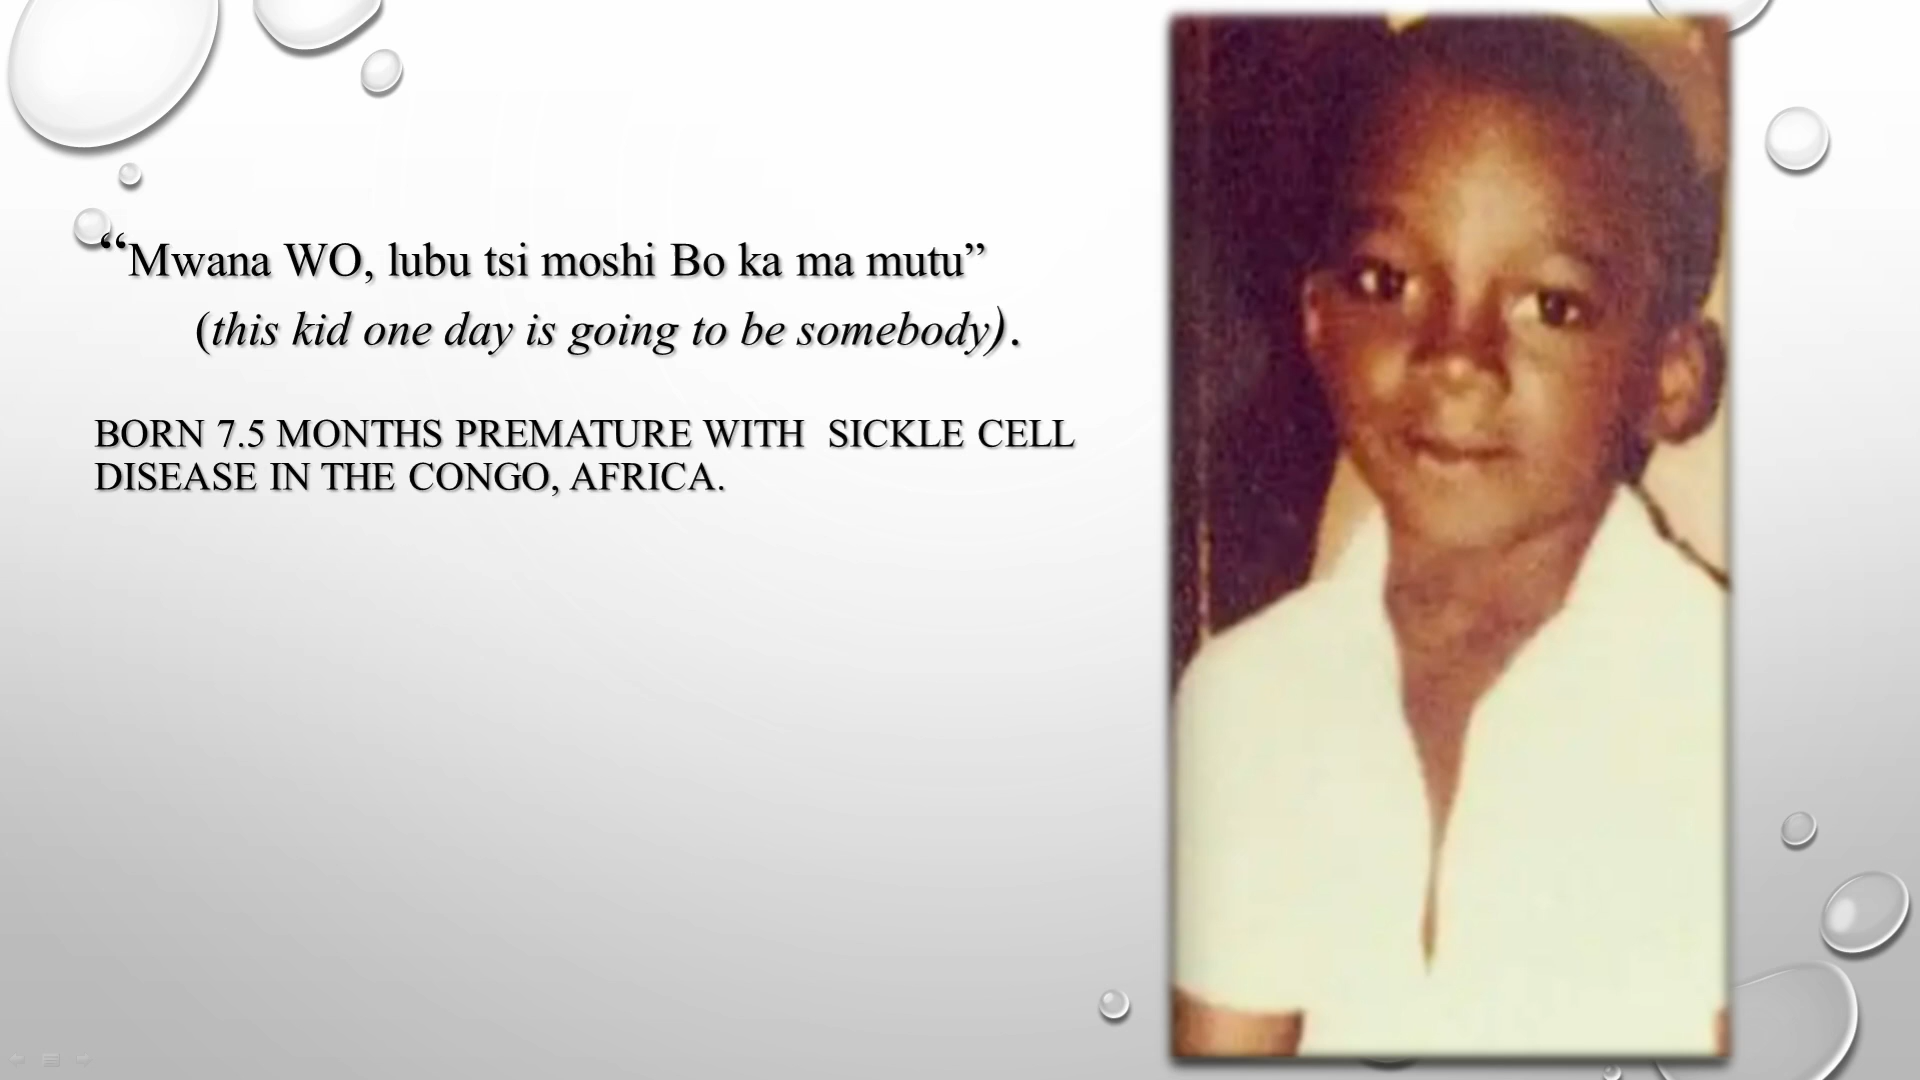 “Mwana WO, lubu tsi moshi Bo ka ma mutu”
(this kid one day is going to be somebody).
BORN 7.5 MONTHS PREMATURE WITH SICKLE CELL
DISEASE IN THE CONGO, AFRICA.